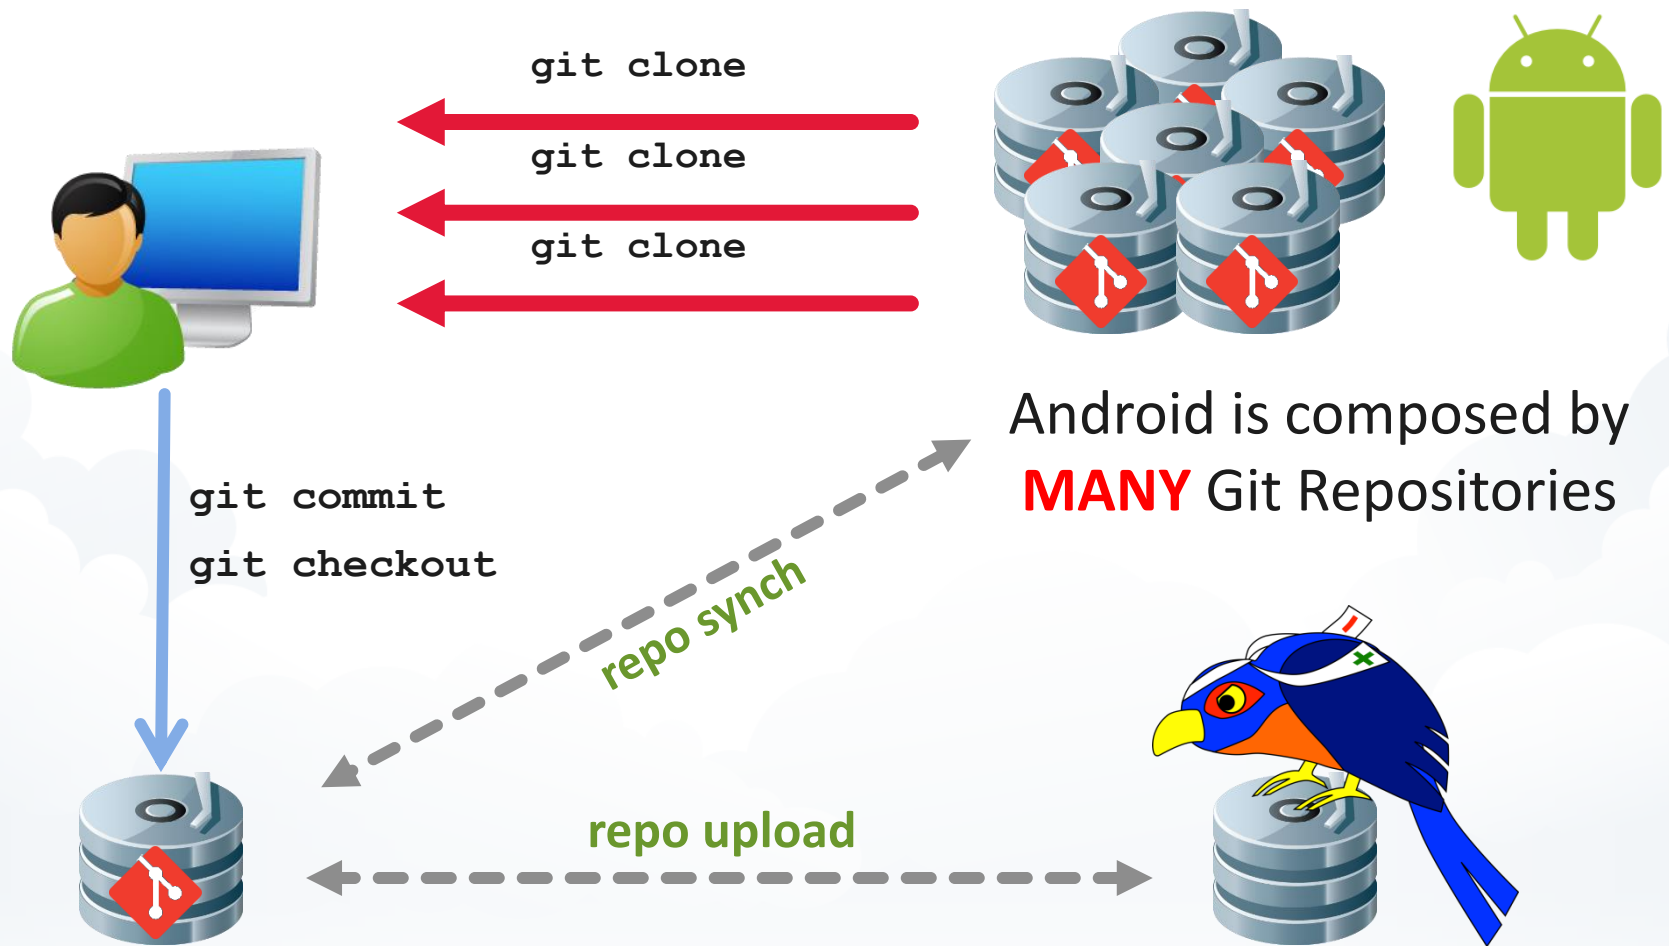 git clone
git clone
git clone
Android is composed by
MANY Git Repositories
git commit
git checkout
repo synch
repo upload